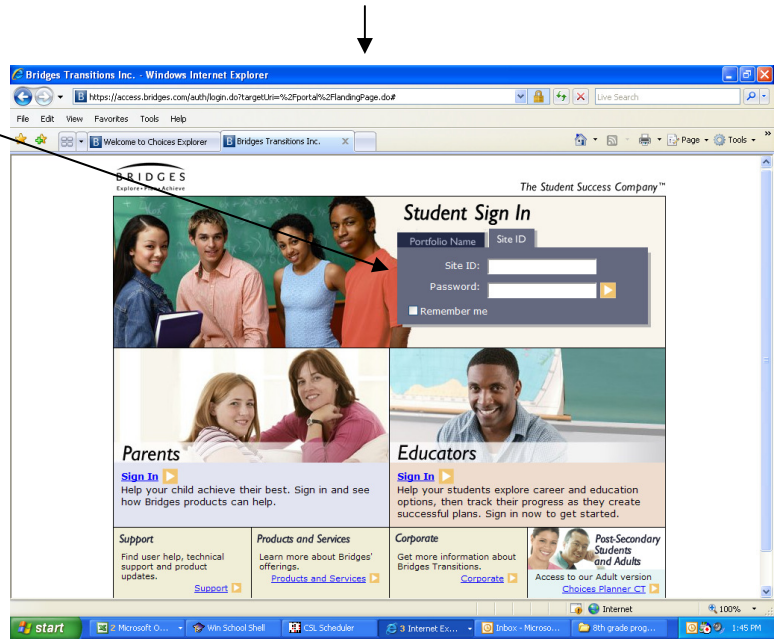 Bridges Transitions Inc. - Windows Internet Explorer
https://access.bridges.com/auth/login.do?targetUri=%2Fportal%2FlandingPage.do#
Live Search
File Edit View Favorites Tools Help
Welcome to Choices Explorer
Bridges Transitions Inc.
Page
Tools
BRIDGES
Explore • Plan • Achieve
The Student Success Company™
Student Sign In
Portfolio Name
Site ID
Site ID:
Password:
Remember me
Parents
Sign In
Help your child achieve their best. Sign in and see
how Bridges products can help.
Educators
Sign In
Help your students explore career and education
options, then track their progress as they create
successful plans. Sign in now to get started.
Support
Find user help, technical
support and product
updates.
Support
Products and Services
Learn more about Bridges'
offerings.
Products and Services
Corporate
Get more information about
Bridges Transitions.
Corporate
Post-Secondary
Students
and Adults
Access to our Adult version
Choices Planner CT
Internet
100%
start
2 Microsoft O...
Win School Shell
CSL Scheduler
3 Internet Ex...
Inbox - Microso...
8th grade prog...
1:45 PM